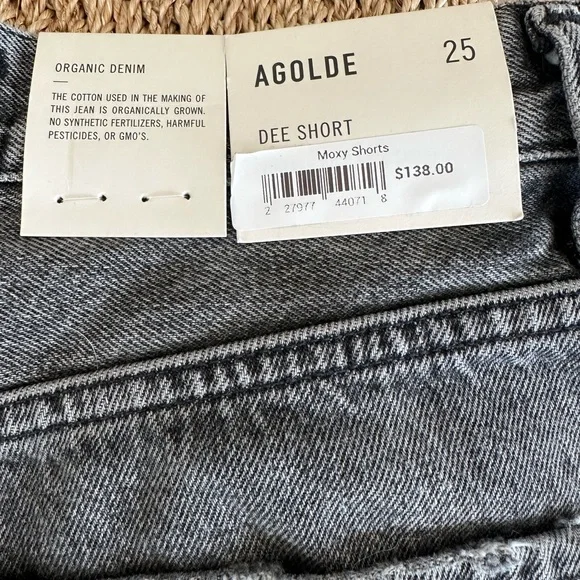 ORGANIC DENIM
THE COTTON USED IN THE MAKING OF
THIS JEAN IS ORGANICALLY GROWN.
NO SYNTHETIC FERTILIZERS, HARMFUL
PESTICIDES, OR GMO'S.
AGOLDE
25
DEE SHORT
Moxy Shorts
$138.00
2 27977 44071 8